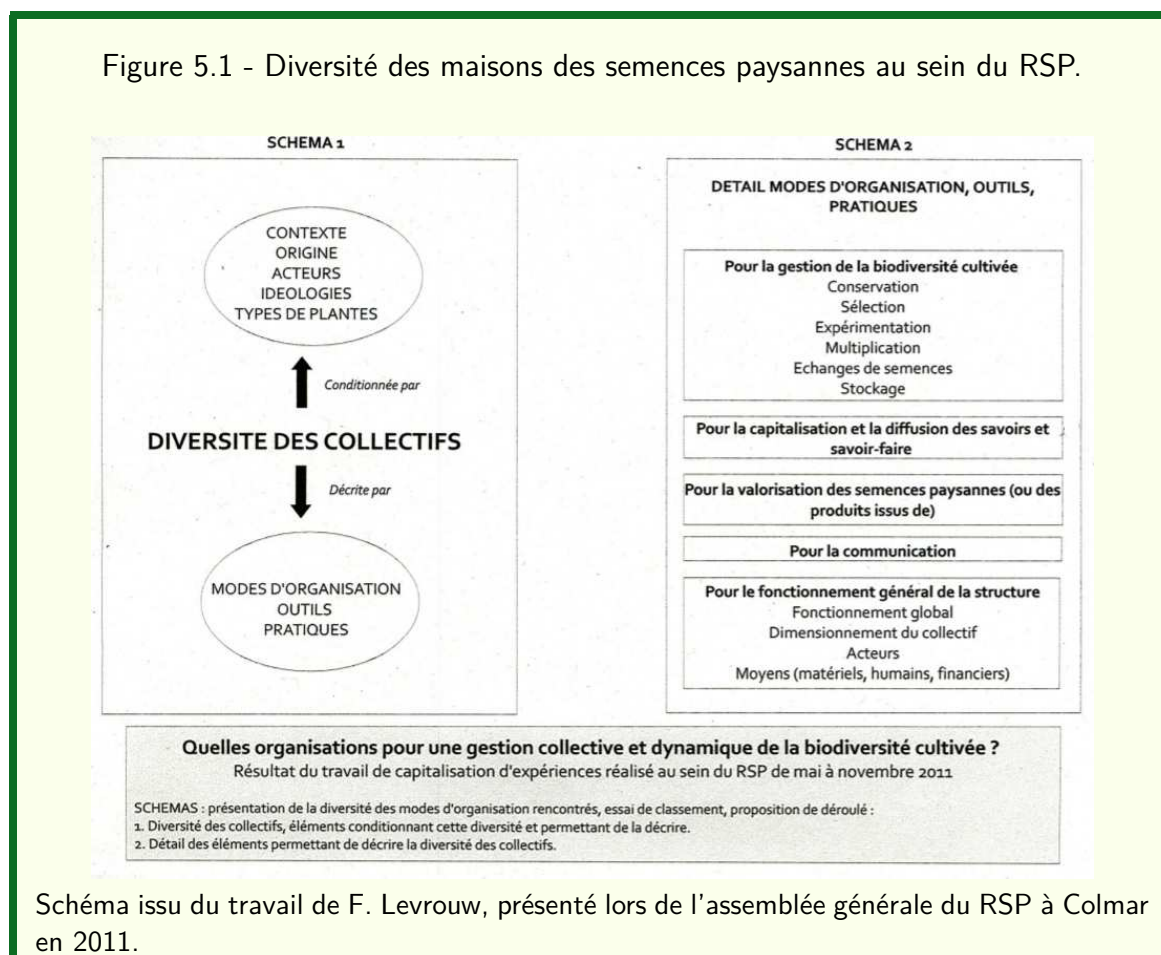 Figure 5.1 - Diversité des maisons des semences paysannes au sein du RSP.
SCHEMA 1
CONTEXTE
ORIGINE
ACTEURS
IDEOLOGIES
TYPES DE PLANTES
Conditionnée par
DIVERSITE DES COLLECTIFS
Décrite par
MODES D'ORGANISATION
OUTILS
PRATIQUES
SCHEMA 2
DETAIL MODES D'ORGANISATION, OUTILS,
PRATIQUES
Pour la gestion de la biodiversité cultivée
Conservation
Sélection
Expérimentation
Multiplication
Echanges de semences
Stockage
Pour la capitalisation et la diffusion des savoirs et
savoir-faire
Pour la valorisation des semences paysannes (ou des
produits issus de)
Pour la communication
Pour le fonctionnement général de la structure
Fonctionnement global
Dimensionnement du collectif
Acteurs
Moyens (matériels, humains, financiers)
Quelles organisations pour une gestion collective et dynamique de la biodiversité cultivée ?
Résultat du travail de capitalisation d'expériences réalisé au sein du RSP de mai à novembre 2011
SCHEMAS : présentation de la diversité des modes d'organisation rencontrés, essai de classement, proposition de déroulé :
1. Diversité des collectifs, éléments conditionnant cette diversité et permettant de la décrire.
2. Détail des éléments permettant de décrire la diversité des collectifs.
Schéma issu du travail de F. Levrouw, présenté lors de l'assemblée générale du RSP à Colmar
en 2011.